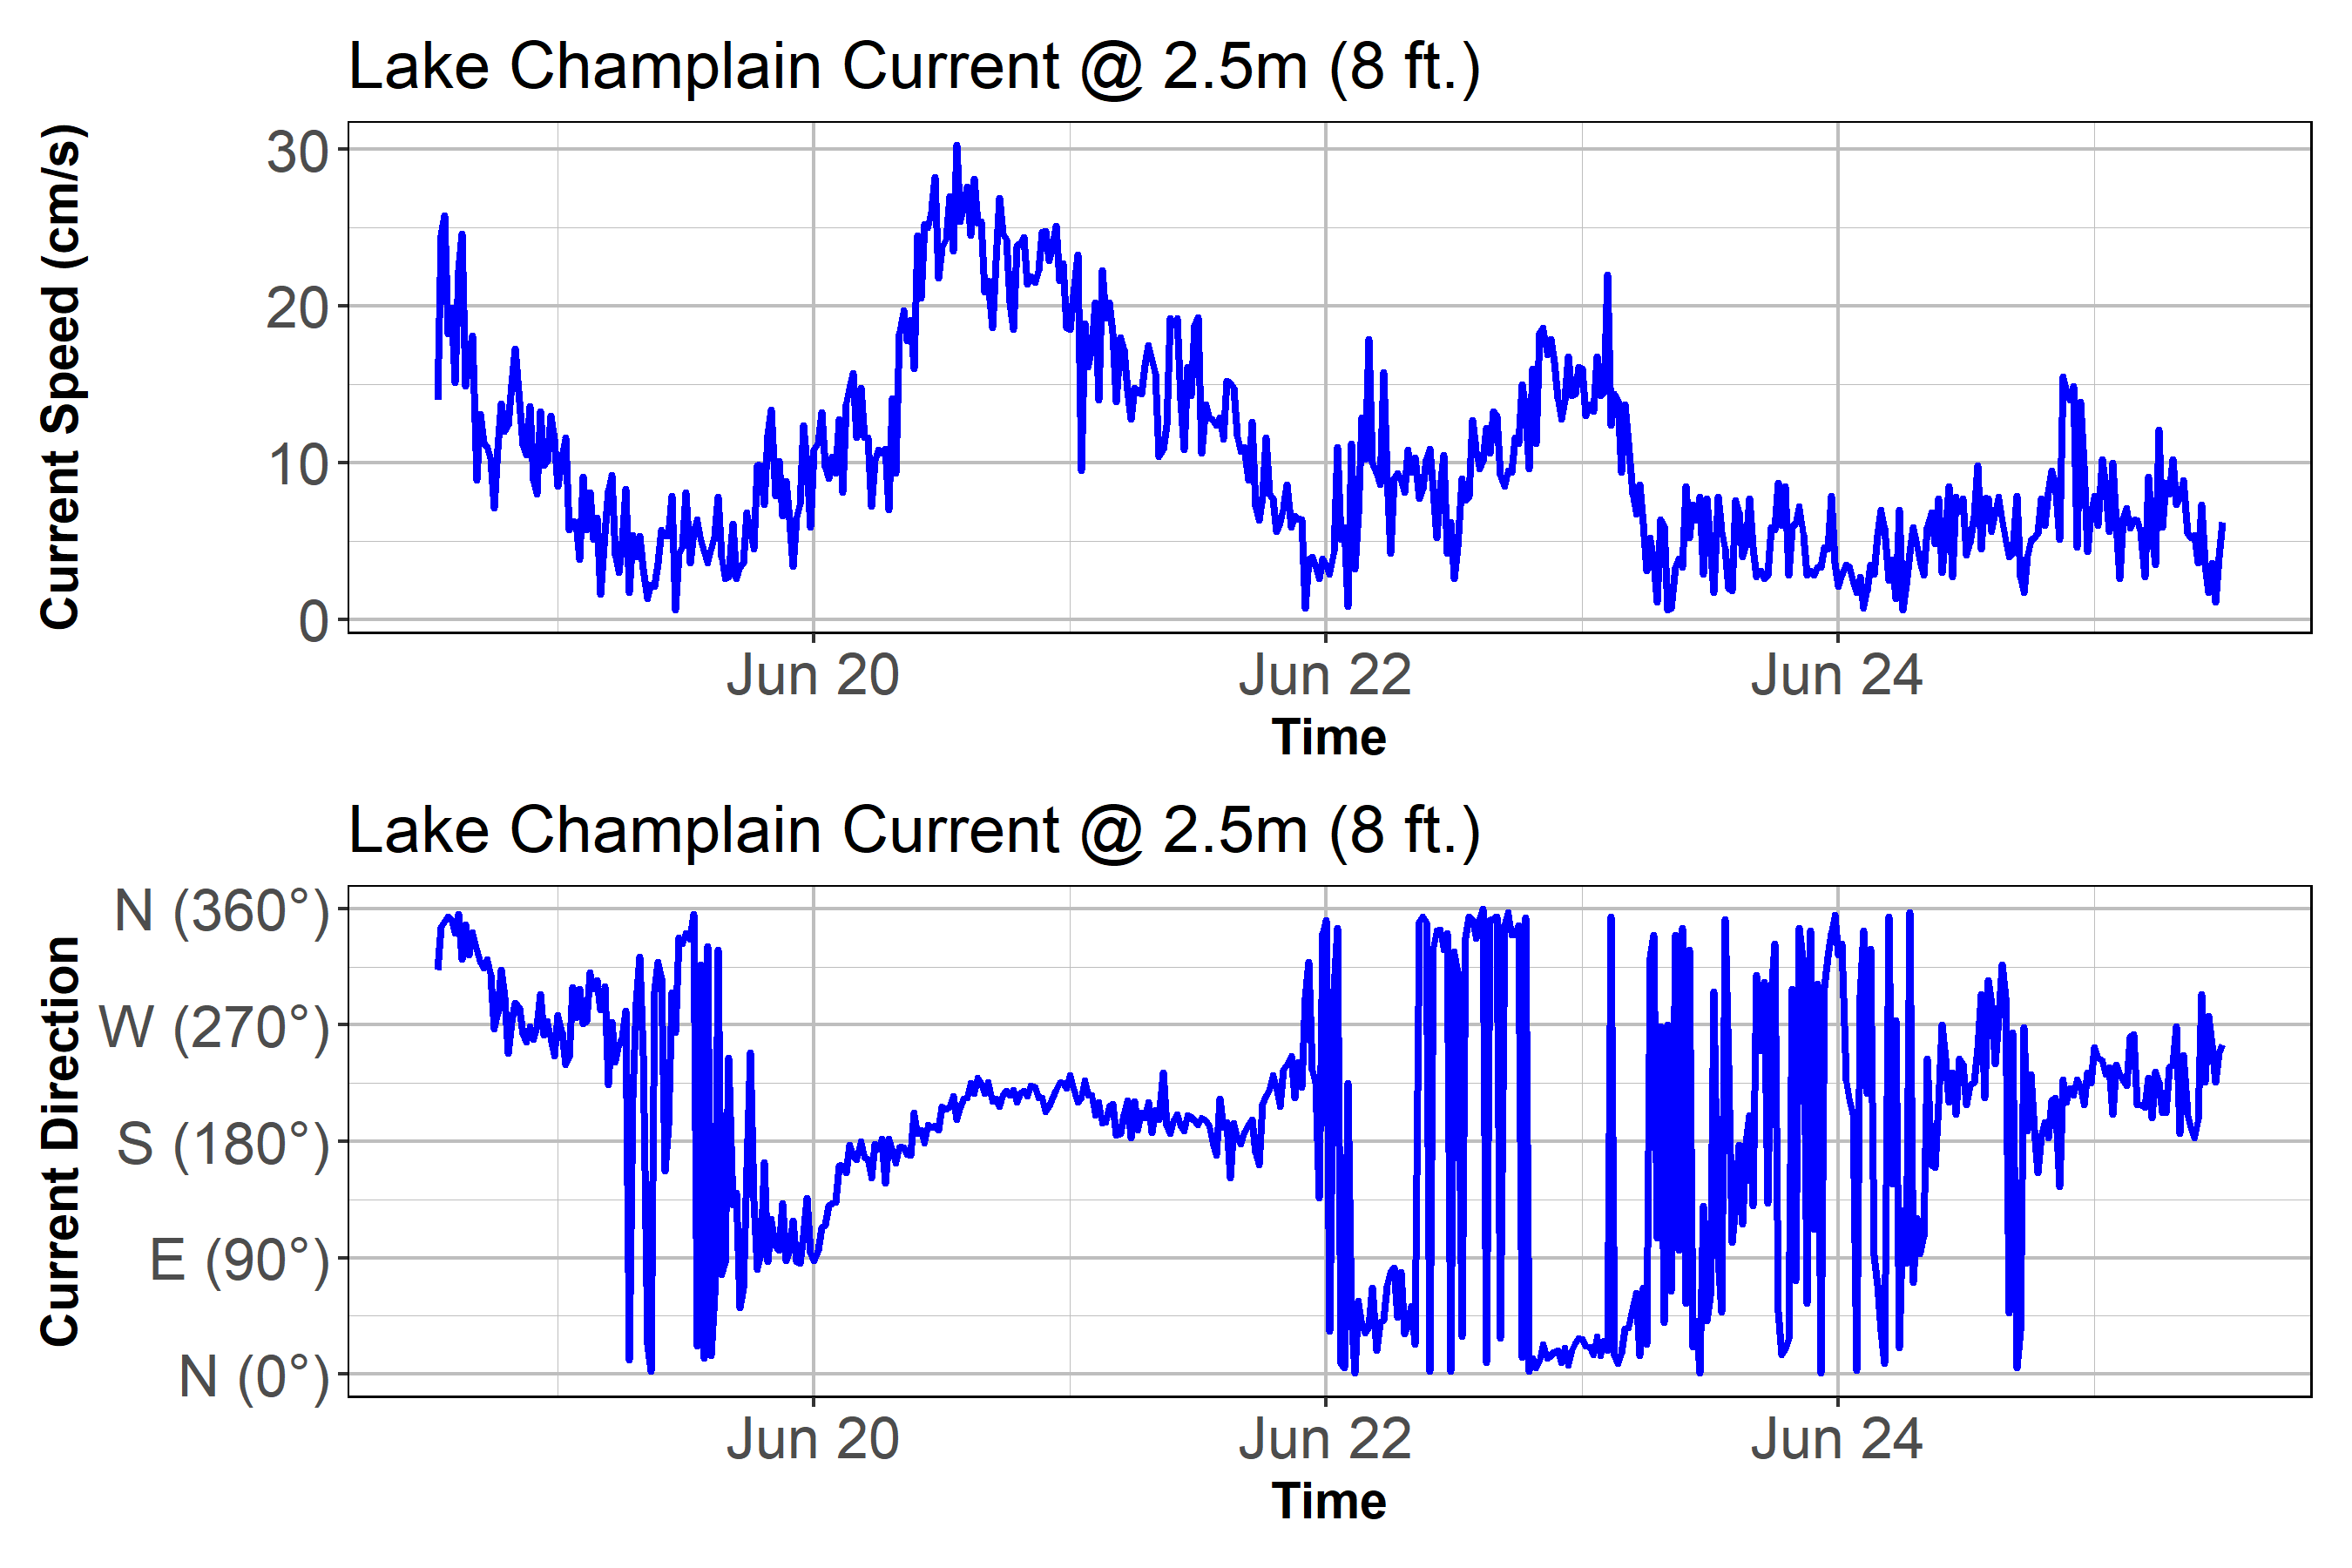 Lake Champlain Current @ 2.5m (8 ft.)
Current Speed (cm/s)
30
20
10
0
Jun 20 Jun 22 Jun 24
Time
Lake Champlain Current @ 2.5m (8 ft.)
Current Direction
N (360°)
W (270°)
S (180°)
E (90°)
N (0°)
Jun 20 Jun 22 Jun 24
Time